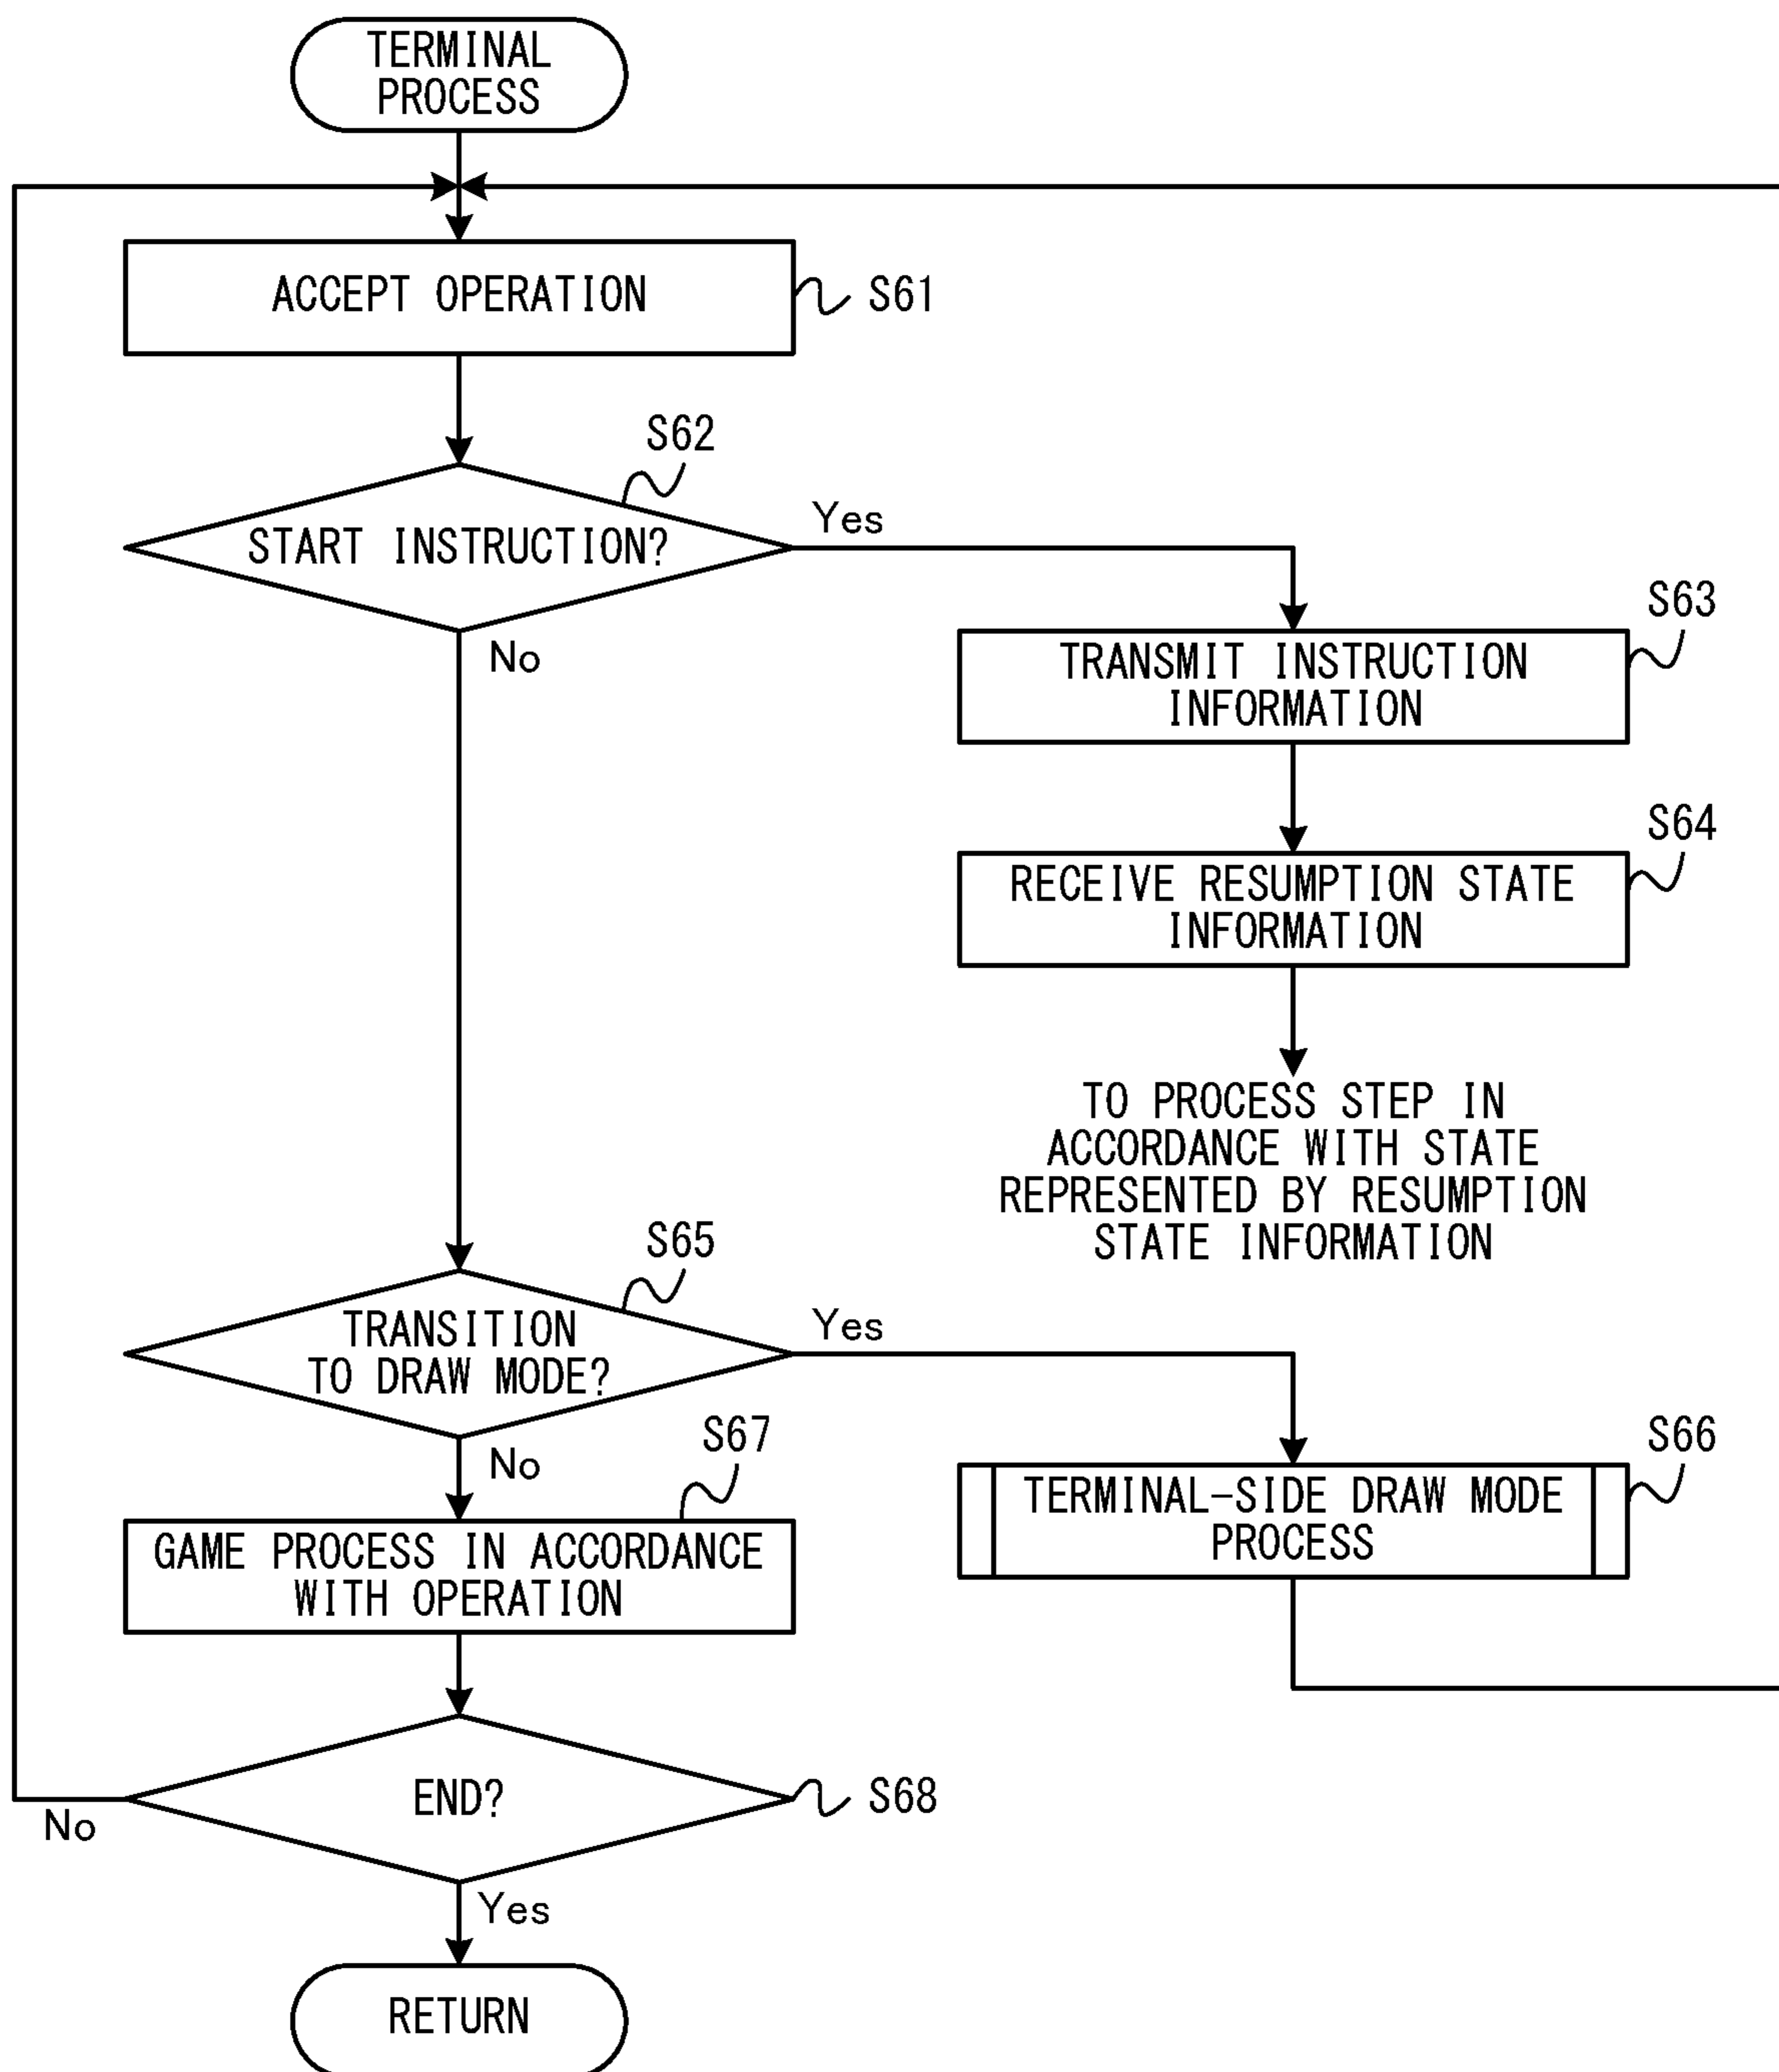 TERMINAL
PROCESS
ACCEPT OPERATION
S61
S62
START INSTRUCTION?
Yes
No
S63
TRANSMIT INSTRUCTION
INFORMATION
S64
RECEIVE RESUMPTION STATE
INFORMATION
TO PROCESS STEP IN
ACCORDANCE WITH STATE
REPRESENTED BY RESUMPTION
STATE INFORMATION
S65
TRANSITION
TO DRAW MODE?
Yes
No
S66
TERMINAL-SIDE DRAW MODE
PROCESS
S67
GAME PROCESS IN ACCORDANCE
WITH OPERATION
END?
S68
No
Yes
RETURN